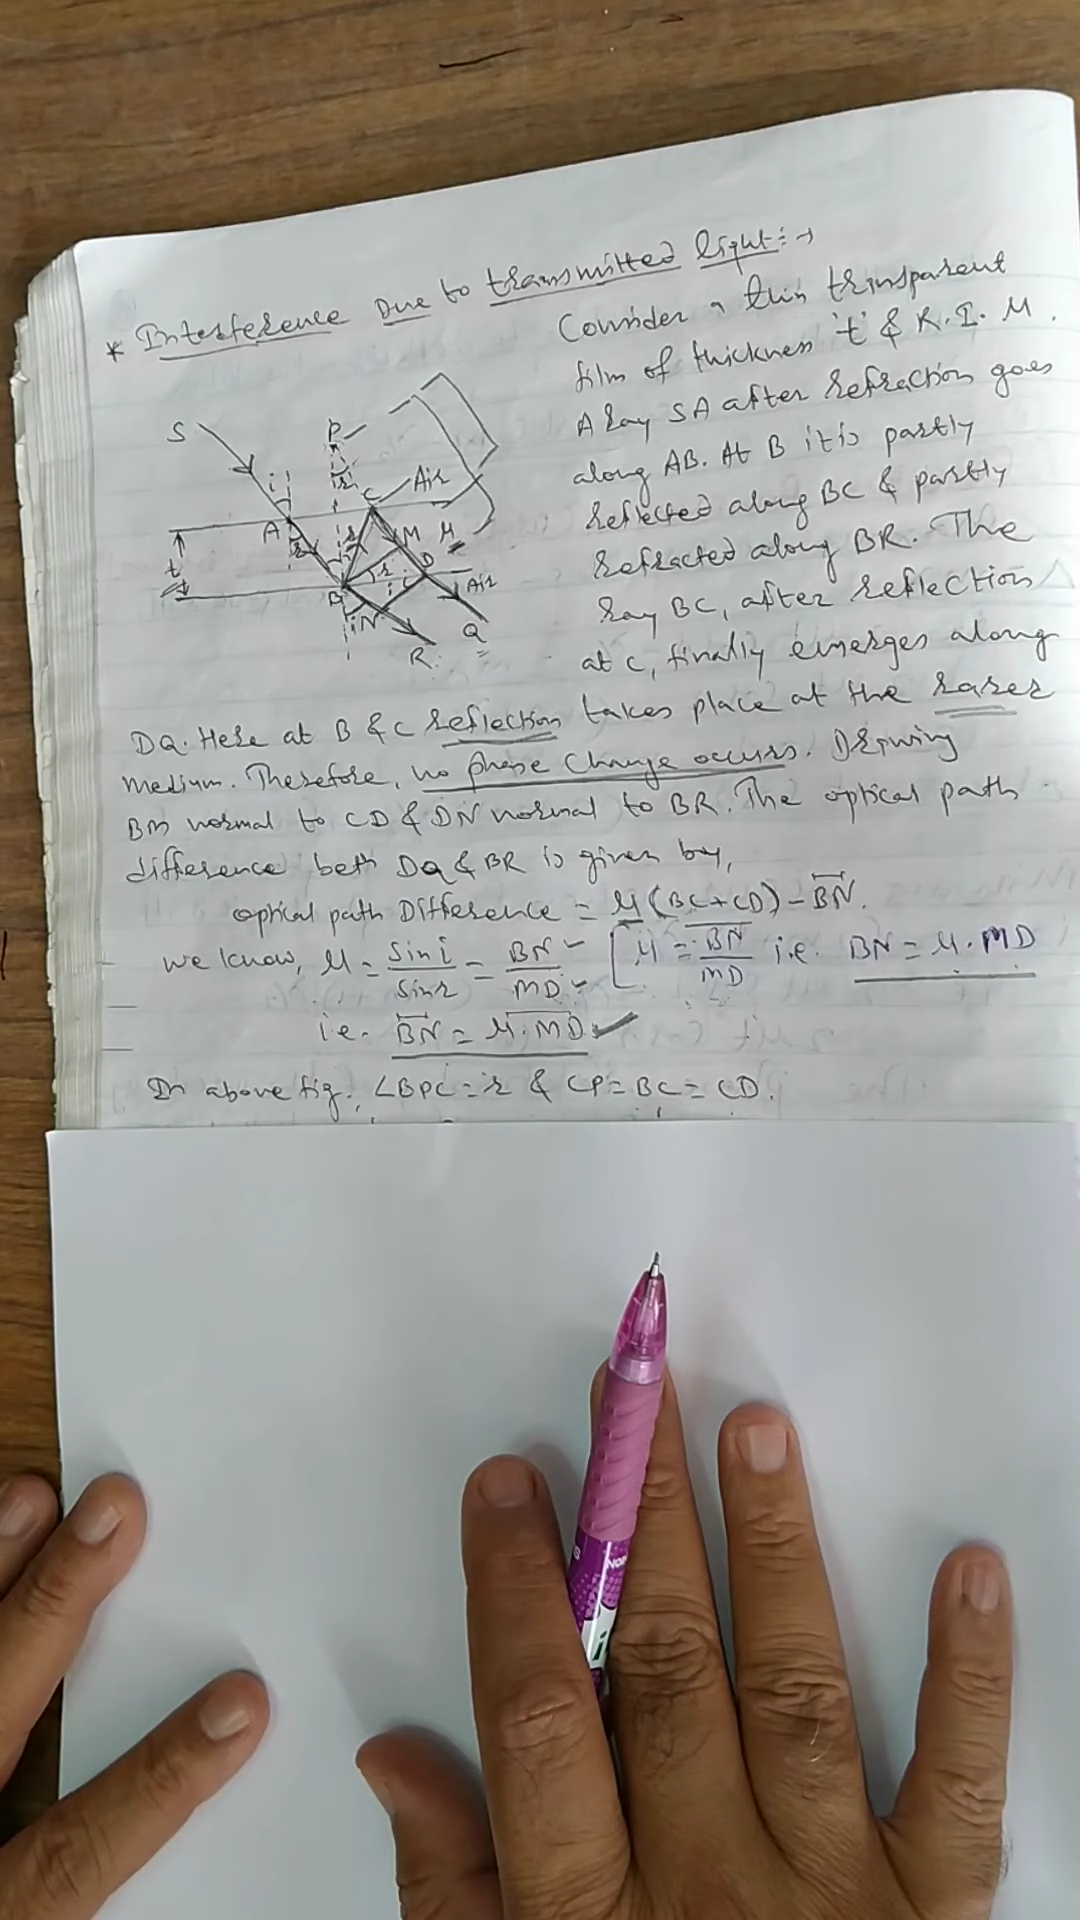 * Interference Due to transmitted light :→
Consider a thin transparent
film of thickness 't' & R.I. μ.
A ray SA after refraction goes
along AB. At B it is partly
reflected along BC & partly
refracted along BR. The
ray BC, after reflection
at C, finally emerges along
DQ. Here at B & C reflection takes place at the rarer
medium. Therefore, no phase change occurs. Drawing
BM normal to CD & DN normal to BR. The optical path
difference betn DQ & BR is given by,
optical path Difference = μ(BC+CD) - BN.
we know, μ = sin i / sin r = BN / MD [ μ = BN / MD i.e. BN = μ. MD
i.e. BN = μ. MD
In above fig. ∠BPC = r & CP = BC = CD.
S
P
r
i
C
Air
A
r
r
M
μ
t
r
D
B
i
Air
i
N
Q
R
NOR